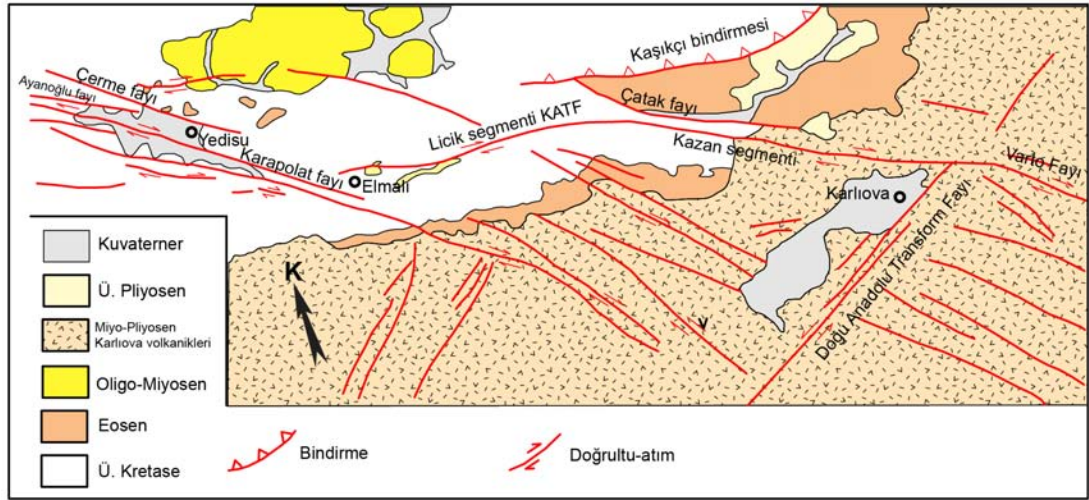 Kaşıkçı bindirmesi
Çerme fayı
Ayanoğlu fayı
Yedisu
Çatak fayı
Licik segmenti KATF
Kazan segmenti
Karapolat fayı
Elmalı
Varlo Fayı
Karlıova
Doğu Anadolu Transform Fayı
V
K
Kuvaterner
Ü. Pliyosen
Miyo-Pliyosen
Karlıova volkanikleri
Oligo-Miyosen
Eosen
Ü. Kretase
Bindirme
Doğrultu-atım